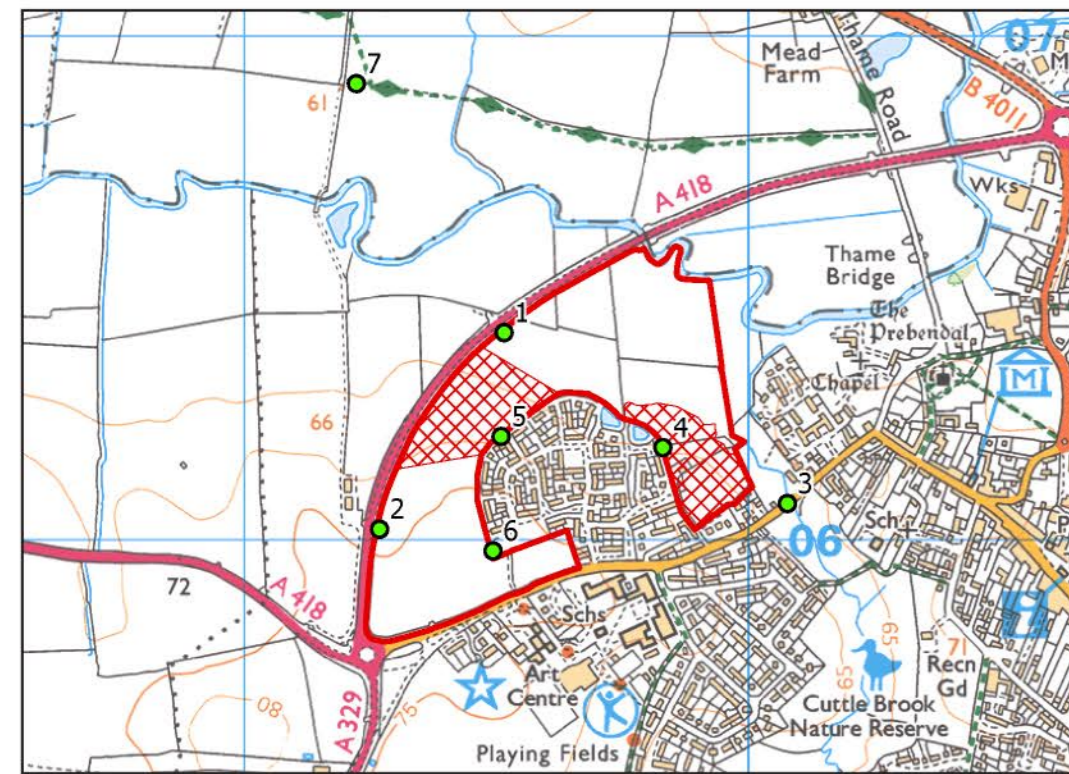 07
7
Mead
Farm
Thame Road
B 4011
M
61
A 418
Wks
Thame
Bridge
The
Prebendal
1
Chapel
M
66
5
4
3
2
Sch
06
6
72
A 418
Schs
65
59
71
Recn
Gd
i
Art
Centre
Cuttle Brook
Nature Reserve
80
75
A 329
Playing Fields
P